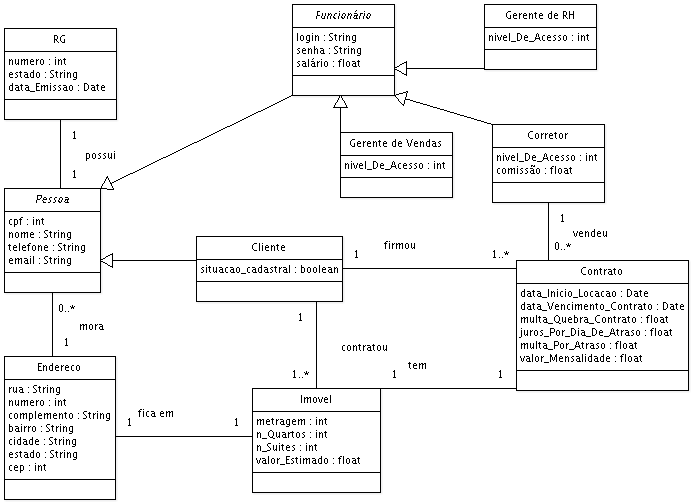 RG
numero : int
estado : String
data_Emissao : Date
Funcionário
login : String
senha : String
salário : float
Gerente de RH
nivel_De_Acesso : int
1
possui
1
Gerente de Vendas
nivel_De_Acesso : int
Corretor
nivel_De_Acesso : int
comissão : float
Pessoa
cpf : int
nome : String
telefone : String
email : String
Cliente
situacao_cadastral : boolean
1
firmou
1..*
1
vendeu
0..*
Contrato
data_Inicio_Locacao : Date
data_Vencimento_Contrato : Date
multa_Quebra_Contrato : float
juros_Por_Dia_De_Atraso : float
multa_Por_Atraso : float
valor_Mensalidade : float
0..*
mora
1
1
contratou
1..*
1
tem
1
Endereco
rua : String
numero : int
complemento : String
bairro : String
cidade : String
estado : String
cep : int
1
fica em
1
Imovel
metragem : int
n_Quartos : int
n_Suites : int
valor_Estimado : float